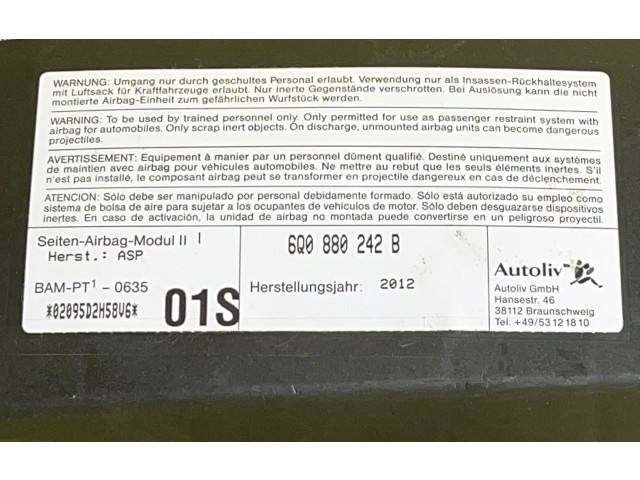 WARNUNG: Umgang nur durch geschultes Personal erlaubt. Verwendung nur als Insassen-Rückhaltesystem
mit Luftsack für Kraftfahrzeuge erlaubt. Nur inerte Gegenstände verschrotten. Bei Auslösung kann die nicht
montierte Airbag-Einheit zum gefährlichen Wurfstück werden.
WARNING: To be used by trained personnel only. Only permitted for use as passenger restraint system with
airbag for automobiles. Only scrap inert objects. On discharge, unmounted airbag units can become dangerous
projectiles.
AVERTISSEMENT: Equipement à manier par un personnel dûment qualifié. Destiné uniquement aux systèmes
de maintien avec airbag pour véhicules automobiles. Ne mettre au rebut que les seuls éléments inertes. S'il
n'est pas installé, le compensant airbag peut se transformer en projectile dangereux en cas de déclenchement.
ATENCION: Sólo debe ser manipulado por personal debidamente formado. Sólo está autorizado su empleo como
sistema de bolsa de aire para sujetar a los ocupantes de vehículos de motor. Sólo deben desguazarse dispositivos
inertes. En caso de activación, la unidad de airbag no montada puede convertirse en un peligroso proyectil.
Seiten-Airbag-Modul II I
Herst.: ASP
6Q0 880 242 B
BAM-PT¹ - 0635
*02095D2H58V6*
01S
Herstellungsjahr: 2012
Autoliv
Autoliv GmbH
Hansestr. 46
38112 Braunschweig
Tel. +49/53 12 18 10